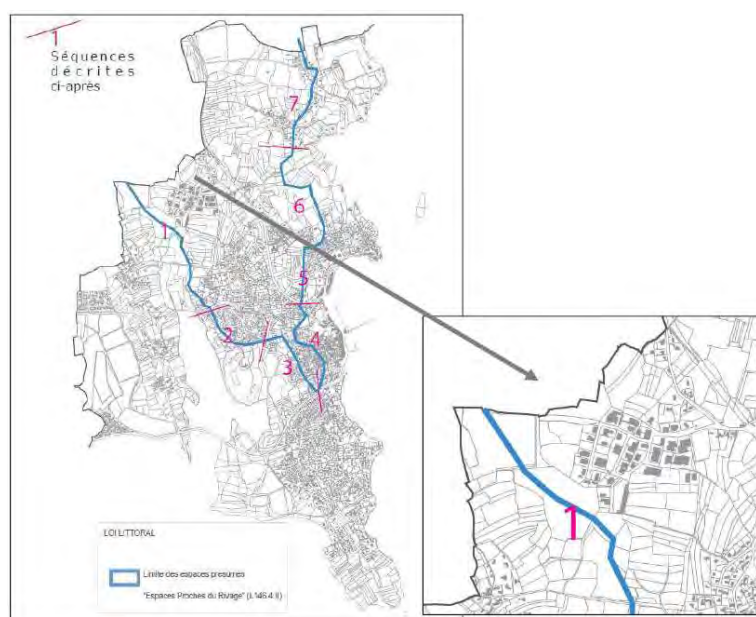 1
Séquences
décrites
ci-après
7
6
1
5
2
4
3
1
LOI LITTORAL
Limite des espaces présumés
"Espaces Proches du Rivage" (L146.4.II)